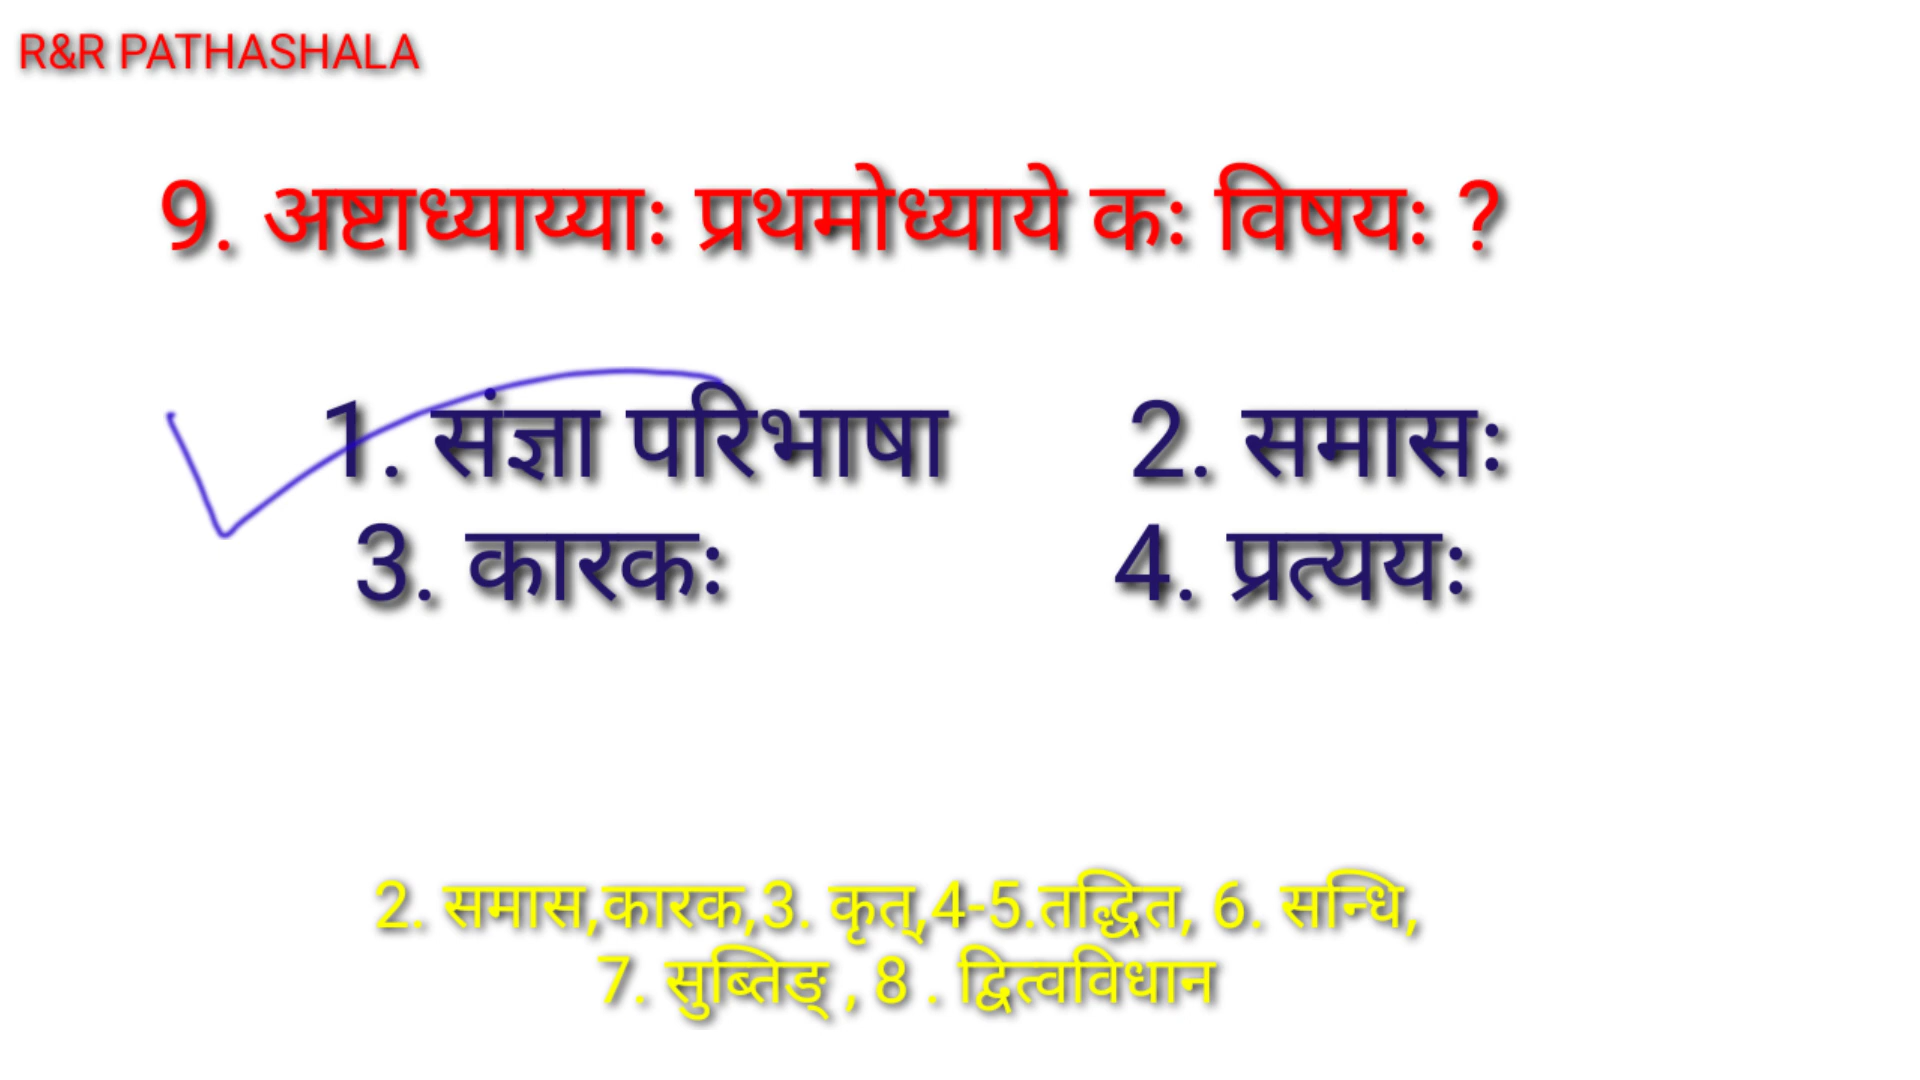 R&R PATHASHALA
9. अष्टाध्याय्याः प्रथमोध्याये कः विषयः ?
1. संज्ञा परिभाषा 2. समासः
3. कारकः 4. प्रत्ययः
2. समास,कारक,3. कृत्,4-5.तद्धित, 6. सन्धि,
7. सुब्तिङ् , 8 . द्वित्वविधान